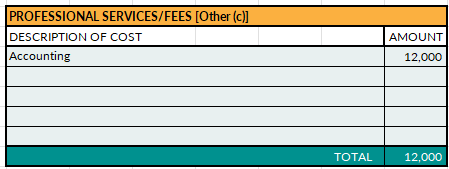 PROFESSIONAL SERVICES/FEES [Other (c)]
DESCRIPTION OF COST AMOUNT
Accounting 12,000
TOTAL 12,000